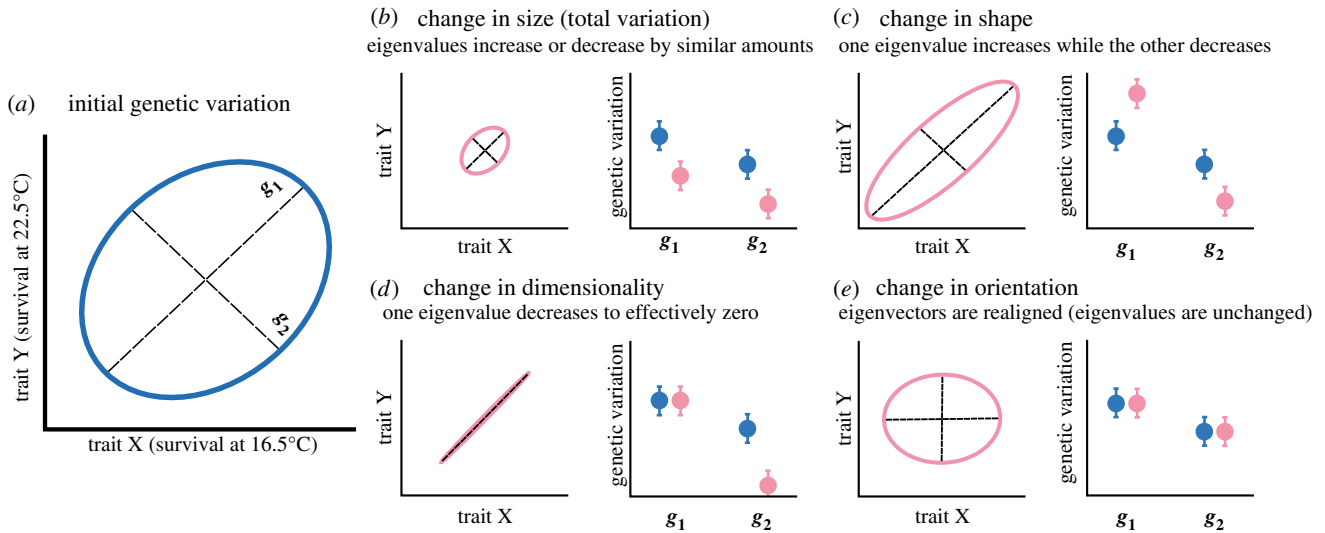 (a) initial genetic variation
trait Y (survival at 22.5°C)
g1
g2
trait X (survival at 16.5°C)
(b) change in size (total variation)
eigenvalues increase or decrease by similar amounts
trait Y
trait X
genetic variation
g1 g2
(c) change in shape
one eigenvalue increases while the other decreases
trait Y
trait X
genetic variation
g1 g2
(d) change in dimensionality
one eigenvalue decreases to effectively zero
trait Y
trait X
genetic variation
g1 g2
(e) change in orientation
eigenvectors are realigned (eigenvalues are unchanged)
trait Y
trait X
genetic variation
g1 g2